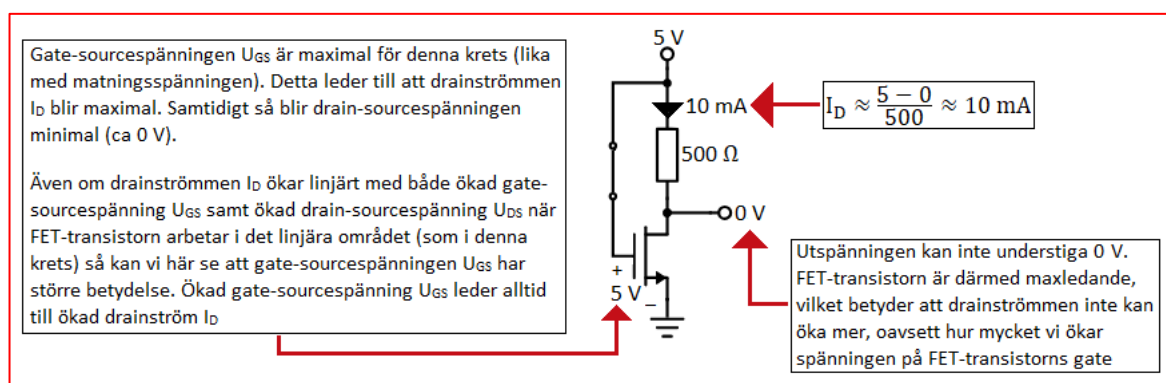 Gate-sourcespänningen UGS är maximal för denna krets (lika
med matningsspänningen). Detta leder till att drainströmmen
ID blir maximal. Samtidigt så blir drain-sourcespänningen
minimal (ca 0 V).
Även om drainströmmen ID ökar linjärt med både ökad gate-
sourcespänning UGS samt ökad drain-sourcespänning UDS när
FET-transistorn arbetar i det linjära området (som i denna
krets) så kan vi här se att gate-sourcespänningen UGS har
större betydelse. Ökad gate-sourcespänning UGS leder alltid
till ökad drainström ID
5 V
10 mA
500 Ω
0 V
+
5 V
−
ID ≈ (5 − 0)/500 ≈ 10 mA
Utspänningen kan inte understiga 0 V.
FET-transistorn är därmed maxledande,
vilket betyder att drainströmmen inte kan
öka mer, oavsett hur mycket vi ökar
spänningen på FET-transistorns gate